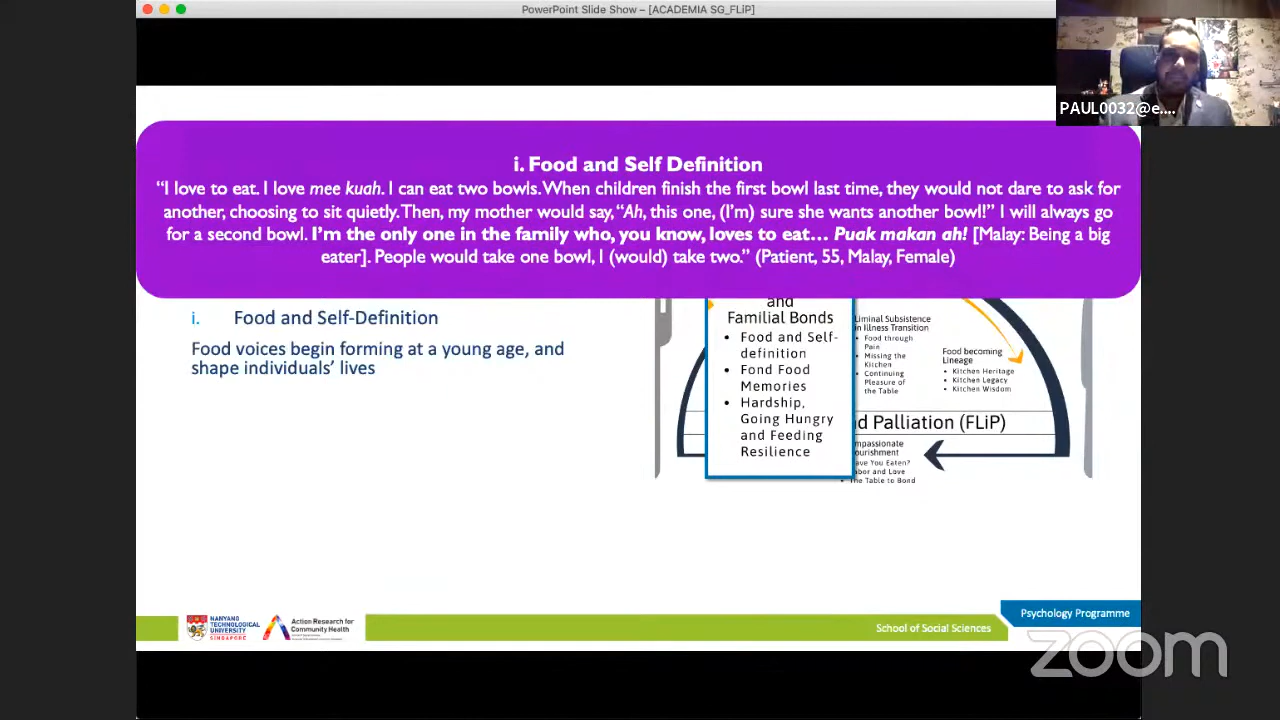 PowerPoint Slide Show – [ACADEMIA SG_FLiP]
PAUL0032@e....
i. Food and Self Definition
“I love to eat. I love mee kuah. I can eat two bowls. When children finish the first bowl last time, they would not dare to ask for
another, choosing to sit quietly. Then, my mother would say, “Ah, this one, (I’m) sure she wants another bowl!” I will always go
for a second bowl. I’m the only one in the family who, you know, loves to eat… Puak makan ah! [Malay: Being a big
eater]. People would take one bowl, I (would) take two.” (Patient, 55, Malay, Female)
i. Food and Self-Definition
Food voices begin forming at a young age, and
shape individuals’ lives
and
Familial Bonds
• Food and Self-
definition
• Fond Food
Memories
• Hardship,
Going Hungry
and Feeding
Resilience
Subsistence
in Illness Transition
• Food through
Pain
• Missing the
Kitchen
• Continuing
Pleasure of
the Table
Food becoming
Lineage
• Kitchen Heritage
• Kitchen Legacy
• Kitchen Wisdom
d Palliation (FLiP)
You Eaten?
and Love
• The Table to Bond
NANYANG
TECHNOLOGICAL
UNIVERSITY
SINGAPORE
Action Research for
Community Health
School of Social Sciences
Psychology Programme
zoom